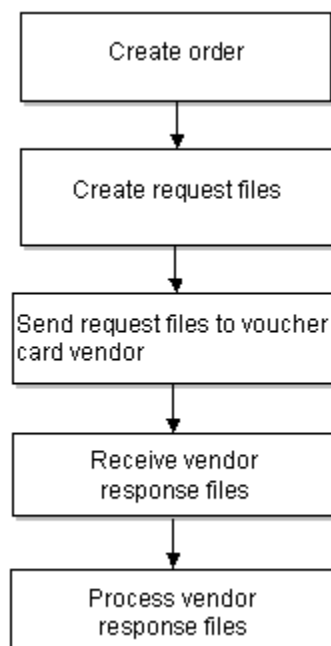 Create order
Create request files
Send request files to voucher
card vendor
Receive vendor
response files
Process vendor
response files